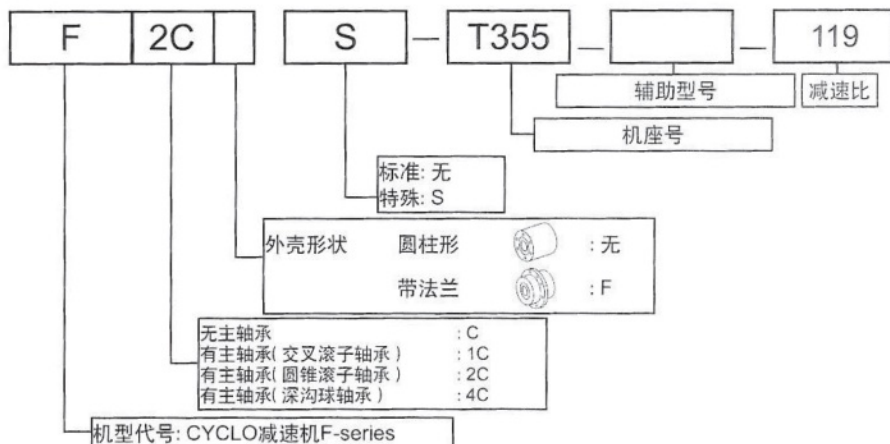 F 2C S — T355 — — 119
辅助型号 减速比
机座号
标准: 无
特殊: S
外壳形状 圆柱形 : 无
带法兰 : F
无主轴承 : C
有主轴承( 交叉滚子轴承 ) : 1C
有主轴承( 圆锥滚子轴承 ) : 2C
有主轴承( 深沟球轴承 ) : 4C
机型代号: CYCLO减速机F-series